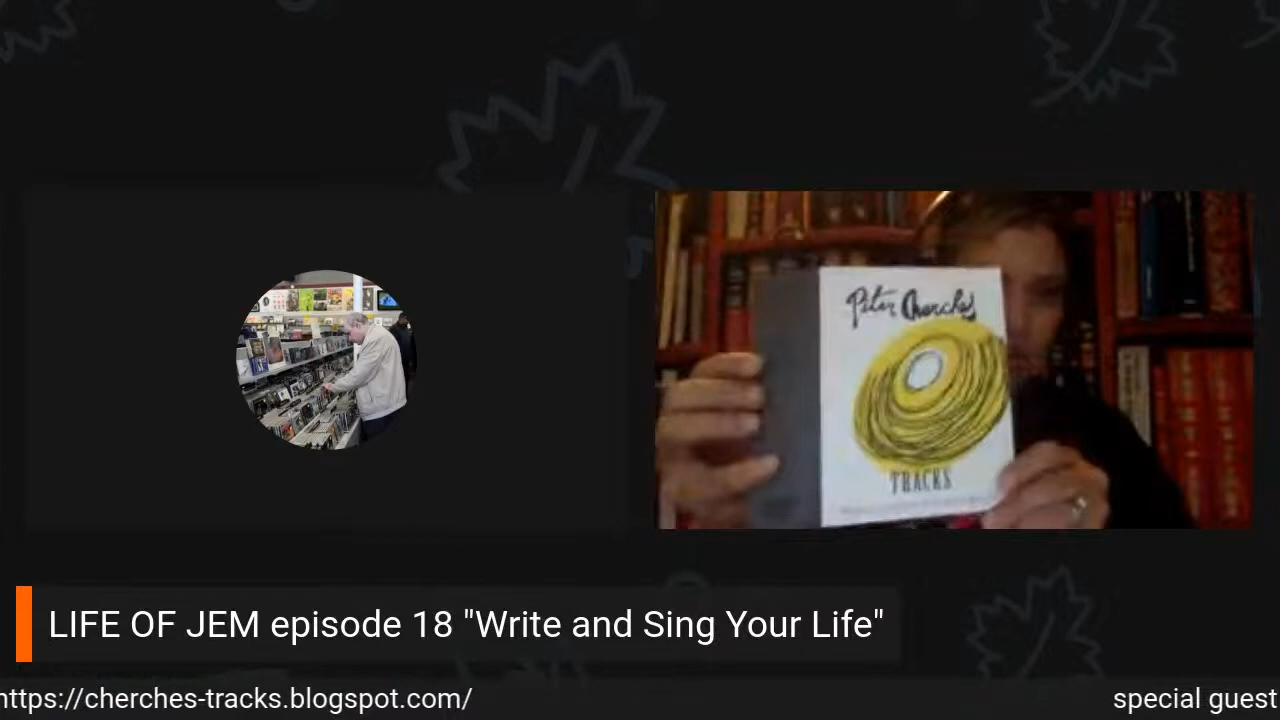 Peter Cherches
TRACKS
LIFE OF JEM episode 18 "Write and Sing Your Life"
https://cherches-tracks.blogspot.com/
special guest